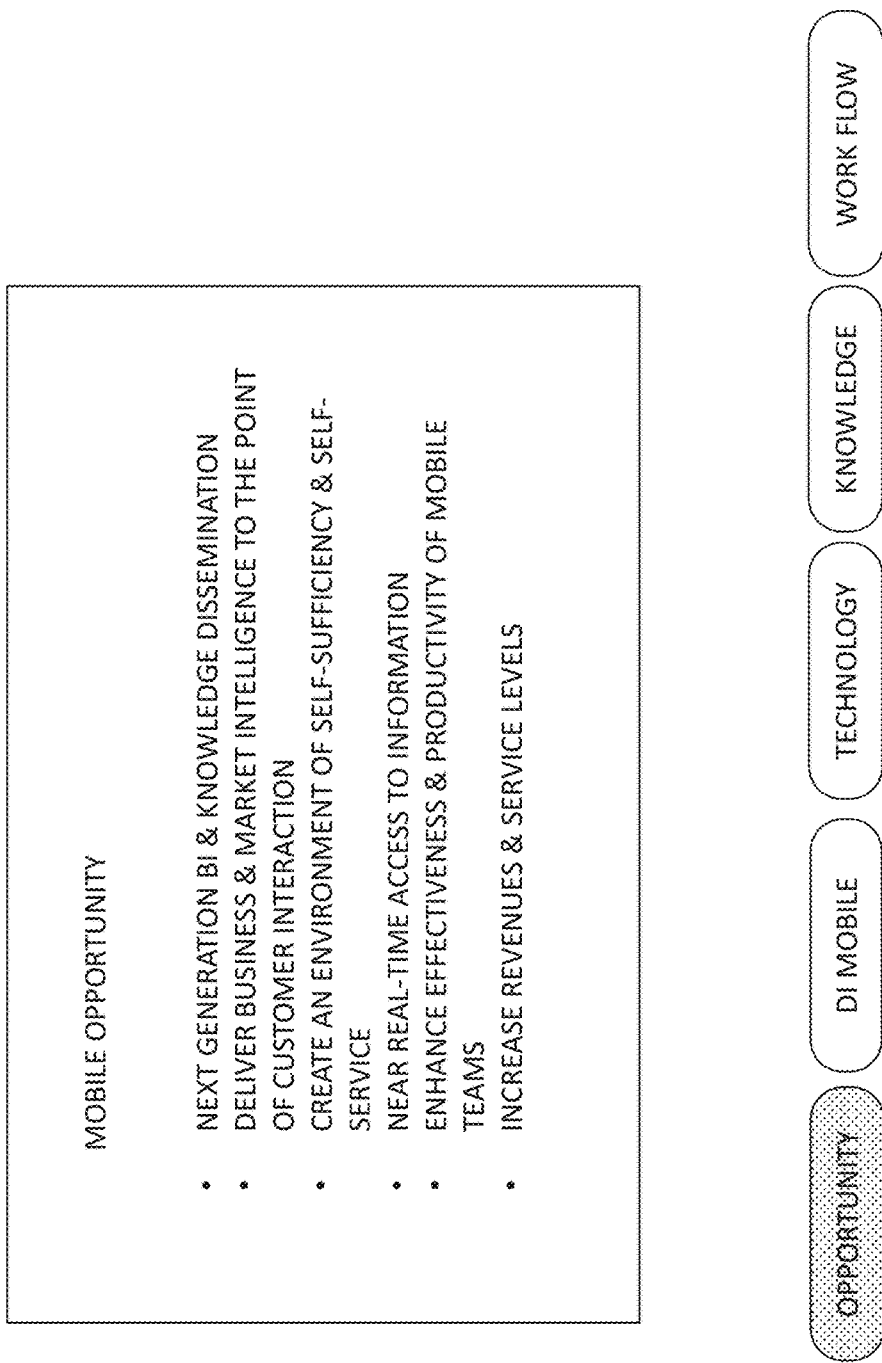 MOBILE OPPORTUNITY
• NEXT GENERATION BI & KNOWLEDGE DISSEMINATION
• DELIVER BUSINESS & MARKET INTELLIGENCE TO THE POINT
OF CUSTOMER INTERACTION
• CREATE AN ENVIRONMENT OF SELF-SUFFICIENCY & SELF-
SERVICE
• NEAR REAL-TIME ACCESS TO INFORMATION
• ENHANCE EFFECTIVENESS & PRODUCTIVITY OF MOBILE
TEAMS
• INCREASE REVENUES & SERVICE LEVELS
OPPORTUNITY
DI MOBILE
TECHNOLOGY
KNOWLEDGE
WORK FLOW